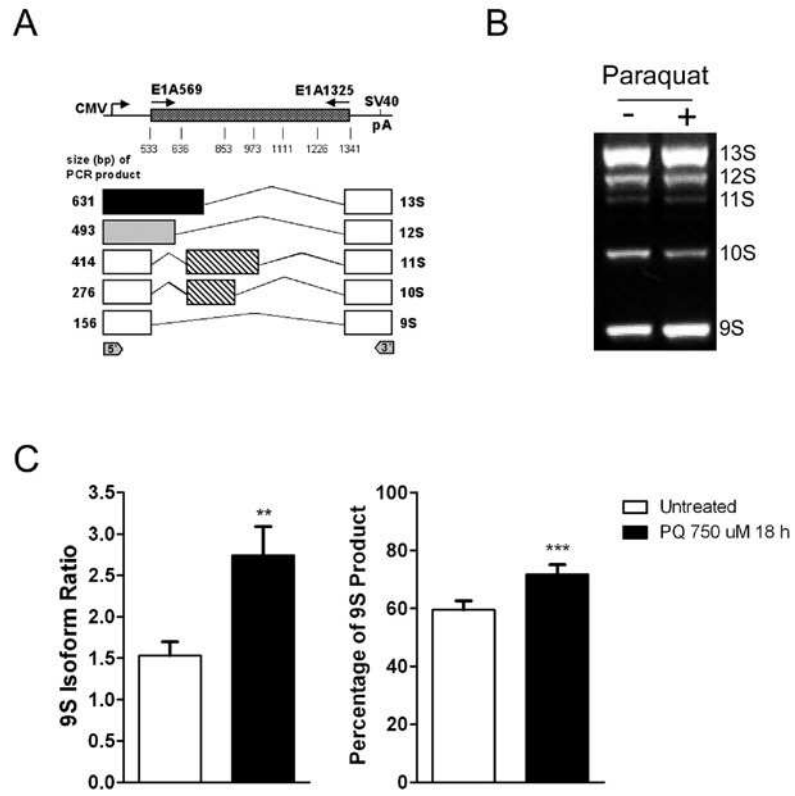 A
E1A569
E1A1325
CMV
SV40
pA
533 636 853 973 1111 1226 1341
size (bp) of
PCR product
631 13S
493 12S
414 11S
276 10S
156 9S
5' 3'
B
Paraquat
- +
13S
12S
11S
10S
9S
C
9S Isoform Ratio
3.5
3.0
2.5
2.0
1.5
1.0
0.5
0.0
**
Percentage of 9S Product
100
80
60
40
20
0
***
Untreated
PQ 750 uM 18 h